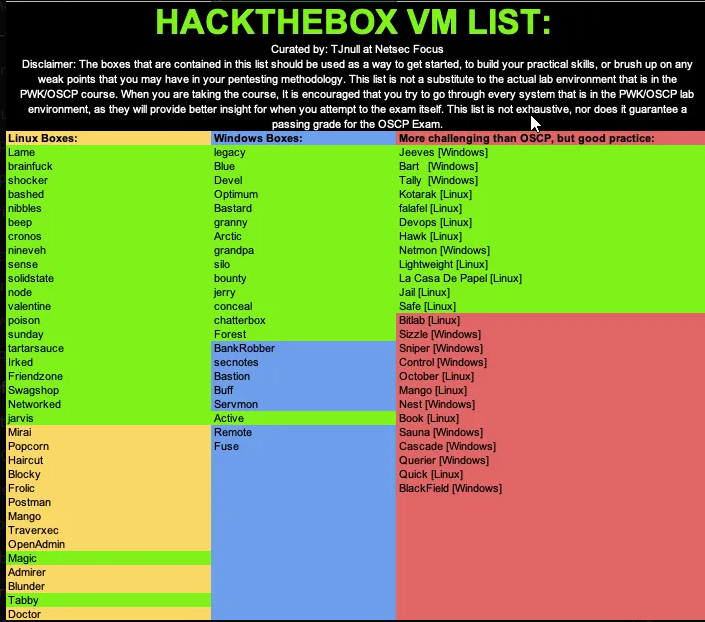 HACKTHEBOX VM LIST:
Curated by: TJnull at Netsec Focus
Disclaimer: The boxes that are contained in this list should be used as a way to get started, to build your practical skills, or brush up on any
weak points that you may have in your pentesting methodology. This list is not a substitute to the actual lab environment that is in the
PWK/OSCP course. When you are taking the course, It is encouraged that you try to go through every system that is in the PWK/OSCP lab
environment, as they will provide better insight for when you attempt to the exam itself. This list is not exhaustive, nor does it guarantee a
passing grade for the OSCP Exam.
Linux Boxes: Windows Boxes: More challenging than OSCP, but good practice:
Lame legacy Jeeves [Windows]
brainfuck Blue Bart [Windows]
shocker Devel Tally [Windows]
bashed Optimum Kotarak [Linux]
nibbles Bastard falafel [Linux]
beep granny Devops [Linux]
cronos Arctic Hawk [Linux]
nineveh grandpa Netmon [Windows]
sense silo Lightweight [Linux]
solidstate bounty La Casa De Papel [Linux]
node jerry Jail [Linux]
valentine conceal Safe [Linux]
poison chatterbox Bitlab [Linux]
sunday Forest Sizzle [Windows]
tartarsauce BankRobber Sniper [Windows]
Irked secnotes Control [Windows]
Friendzone Bastion October [Linux]
Swagshop Buff Mango [Linux]
Networked Servmon Nest [Windows]
jarvis Active Book [Linux]
Mirai Remote Sauna [Windows]
Popcorn Fuse Cascade [Windows]
Haircut Querier [Windows]
Blocky Quick [Linux]
Frolic BlackField [Windows]
Postman
Mango
Traverxec
OpenAdmin
Magic
Admirer
Blunder
Tabby
Doctor